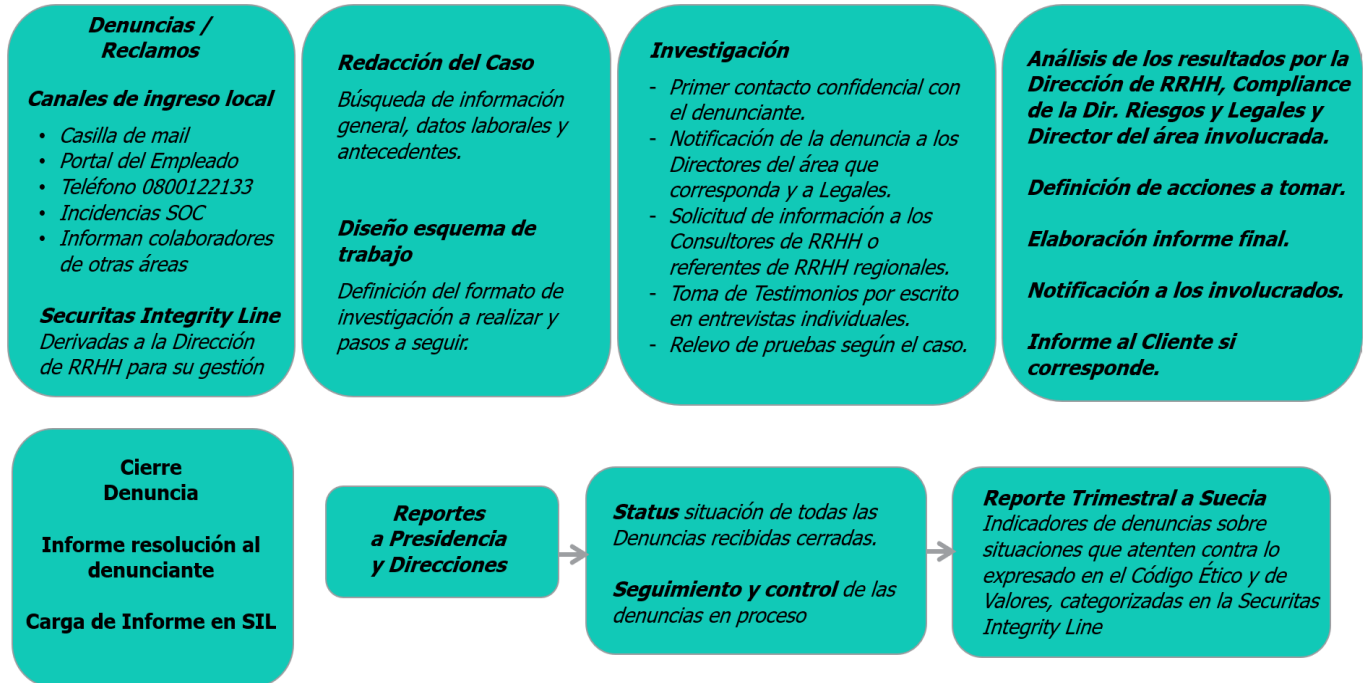 Denuncias /
Reclamos
Canales de ingreso local
• Casilla de mail
• Portal del Empleado
• Teléfono 0800122133
• Incidencias SOC
• Informan colaboradores
de otras áreas
Securitas Integrity Line
Derivadas a la Dirección
de RRHH para su gestión
Redacción del Caso
Búsqueda de información
general, datos laborales y
antecedentes.
Diseño esquema de
trabajo
Definición del formato de
investigación a realizar y
pasos a seguir.
Investigación
- Primer contacto confidencial con
el denunciante.
- Notificación de la denuncia a los
Directores del área que
corresponda y a Legales.
- Solicitud de información a los
Consultores de RRHH o
referentes de RRHH regionales.
- Toma de Testimonios por escrito
en entrevistas individuales.
- Relevo de pruebas según el caso.
Análisis de los resultados por la
Dirección de RRHH, Compliance
de la Dir. Riesgos y Legales y
Director del área involucrada.
Definición de acciones a tomar.
Elaboración informe final.
Notificación a los involucrados.
Informe al Cliente si
corresponde.
Cierre
Denuncia
Informe resolución al
denunciante
Carga de Informe en SIL
Reportes
a Presidencia
y Direcciones
Status situación de todas las
Denuncias recibidas cerradas.
Seguimiento y control de las
denuncias en proceso
Reporte Trimestral a Suecia
Indicadores de denuncias sobre
situaciones que atenten contra lo
expresado en el Código Ético y de
Valores, categorizadas en la Securitas
Integrity Line